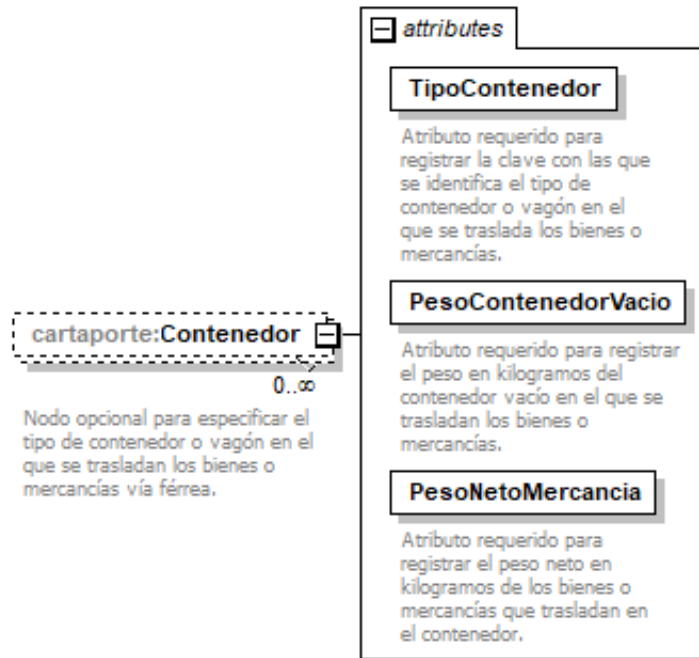 attributes
TipoContenedor
Atributo requerido para
registrar la clave con las que
se identifica el tipo de
contenedor o vagón en el
que se traslada los bienes o
mercancías.
PesoContenedorVacio
Atributo requerido para registrar
el peso en kilogramos del
contenedor vacío en el que se
trasladan los bienes o
mercancías.
PesoNetoMercancia
Atributo requerido para
registrar el peso neto en
kilogramos de los bienes o
mercancías que trasladan en
el contenedor.
cartaporte:Contenedor
0..∞
Nodo opcional para especificar el
tipo de contenedor o vagón en el
que se trasladan los bienes o
mercancías vía férrea.